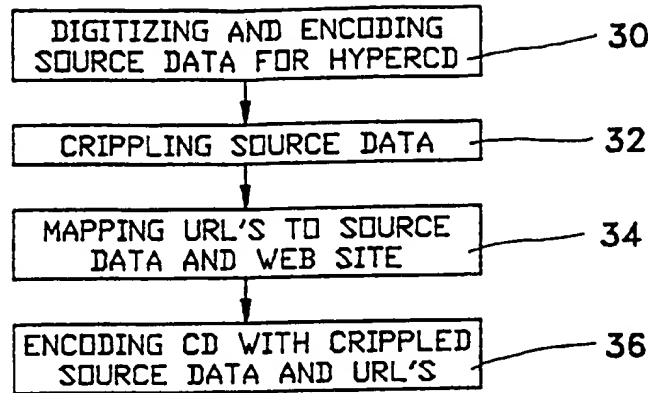 DIGITIZING AND ENCODING
SOURCE DATA FOR HYPERCD
30
CRIPPLING SOURCE DATA
32
MAPPING URL'S TO SOURCE
DATA AND WEB SITE
34
ENCODING CD WITH CRIPPLED
SOURCE DATA AND URL'S
36